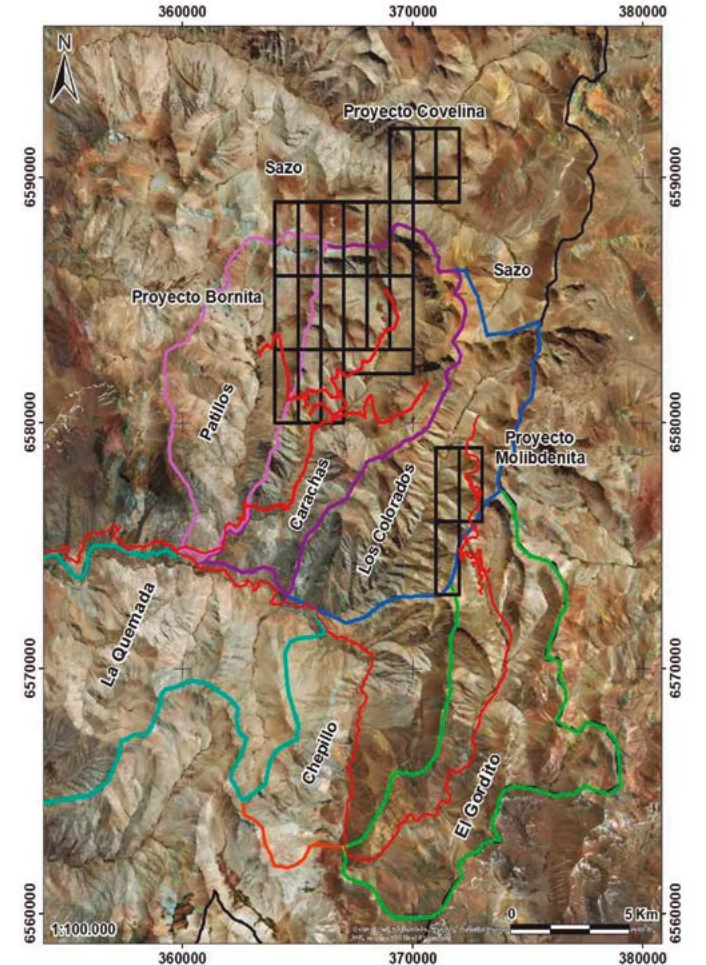 360000 370000 380000
N
Proyecto Covelina
6590000 Sazo 6590000
Sazo
Proyecto Bornita
Patillos
6580000 6580000
Proyecto
Molibdenita
Carachas
Los Colorados
La Quemada
6570000 6570000
Chepillo
El Gordito
6560000 6560000
1:100.000
0 5 Km
360000 370000 380000